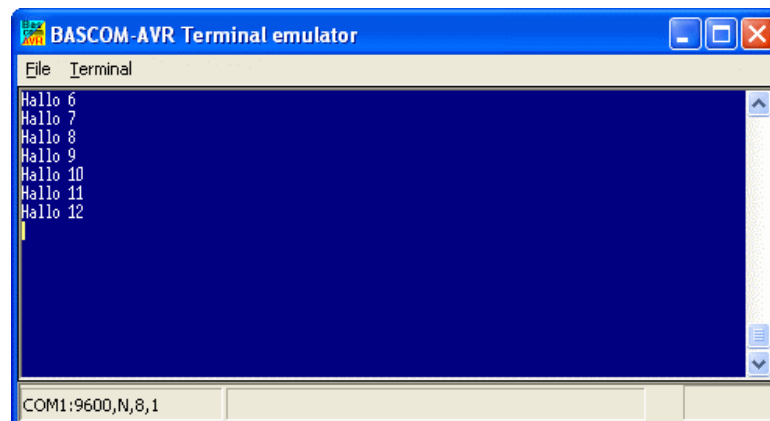 BASCOM-AVR Terminal emulator
File Terminal
Hallo 6
Hallo 7
Hallo 8
Hallo 9
Hallo 10
Hallo 11
Hallo 12
COM1:9600,N,8,1